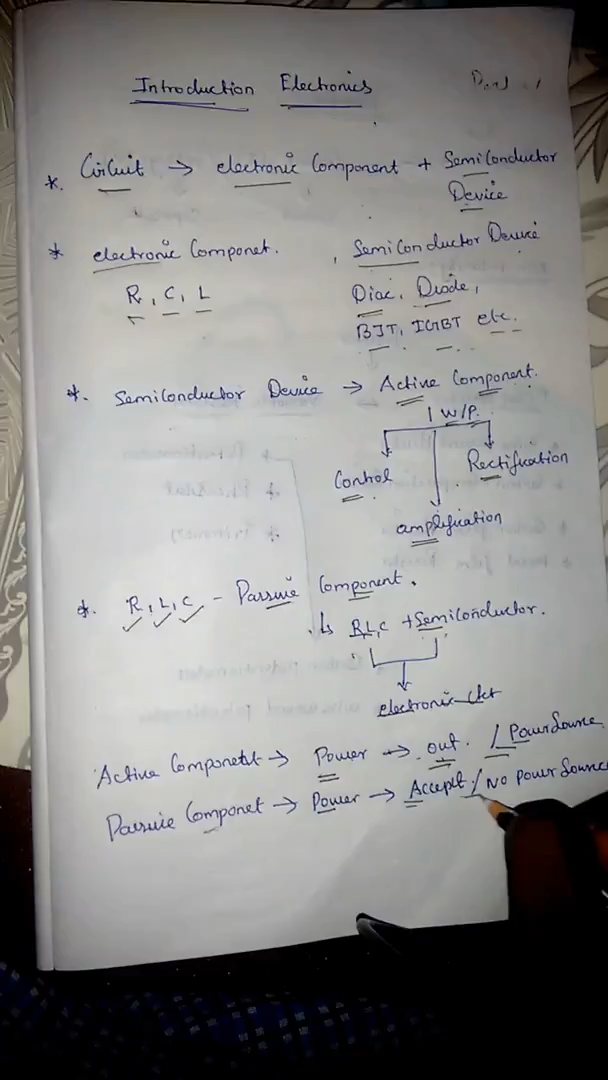 Introduction Electronics
*. Circuit → electronic Component + Semiconductor
Device
* electronic Componet.
R, C, L
, Semiconductor Device
Diac, Diode,
BJT, IGBT etc.
*. Semiconductor Device → Active Component.
W/P.
Control
Rectification
amplification
*. R, L, C - Passive Component.
↳ R,L,C + Semiconductor.
electronic Ckt
Active Component → Power → out. / Power Source
Passive Componet → Power → Accept / No power Source